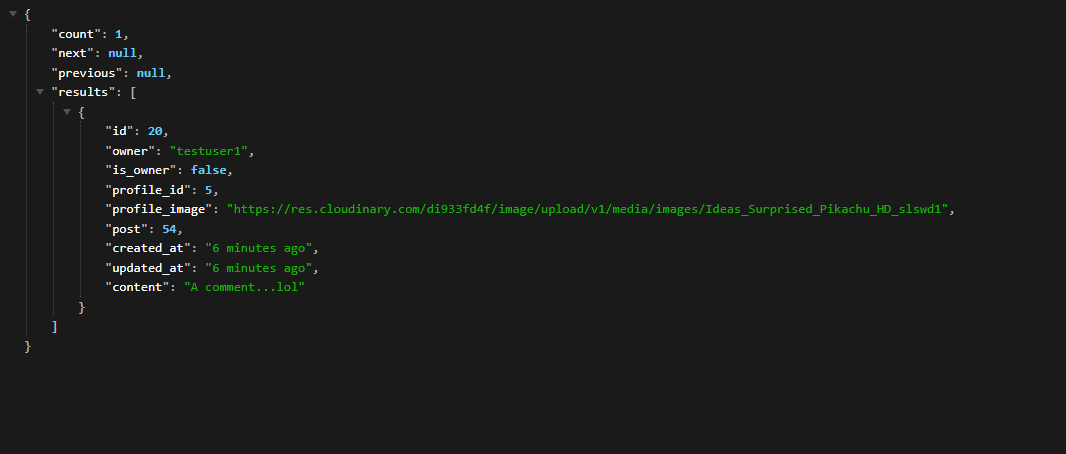 {
"count": 1,
"next": null,
"previous": null,
"results": [
{
"id": 20,
"owner": "testuser1",
"is_owner": false,
"profile_id": 5,
"profile_image": "https://res.cloudinary.com/di933fd4f/image/upload/v1/media/images/Ideas_Surprised_Pikachu_HD_slswd1",
"post": 54,
"created_at": "6 minutes ago",
"updated_at": "6 minutes ago",
"content": "A comment...lol"
}
]
}